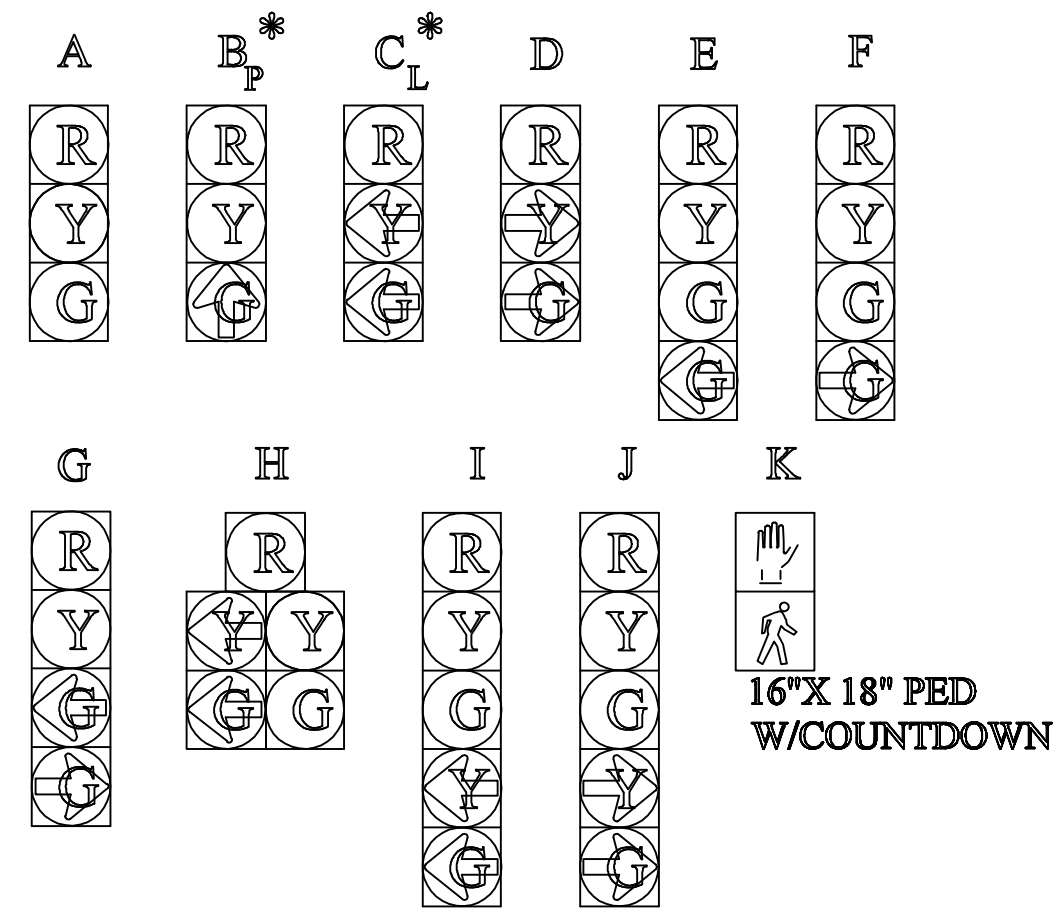 A B P * C L * D E F
R R R R R R
Y Y Y Y Y Y
G G G G G G
G G
G H I J K
R R R R
Y Y Y Y Y
G G G G G
G Y Y
G G
16"X 18" PED
W/COUNTDOWN